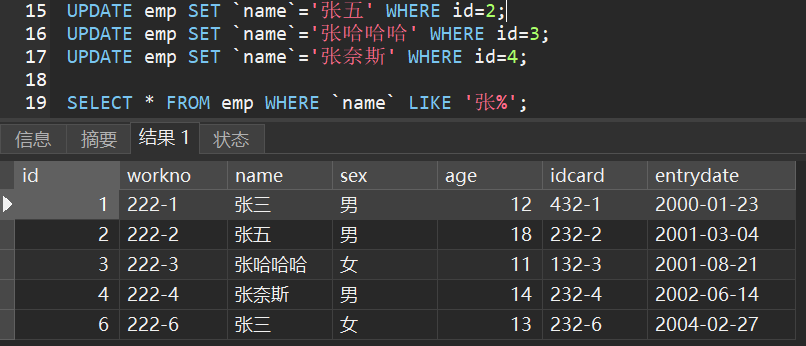 15 UPDATE emp SET `name`='张五' WHERE id=2;
16 UPDATE emp SET `name`='张哈哈哈' WHERE id=3;
17 UPDATE emp SET `name`='张奈斯' WHERE id=4;
18
19 SELECT * FROM emp WHERE `name` LIKE '张%';
信息 摘要 结果 1 状态
id workno name sex age idcard entrydate
1 222-1 张三 男 12 432-1 2000-01-23
2 222-2 张五 男 18 232-2 2001-03-04
3 222-3 张哈哈哈 女 11 132-3 2001-08-21
4 222-4 张奈斯 男 14 232-4 2002-06-14
6 222-6 张三 女 13 232-6 2004-02-27